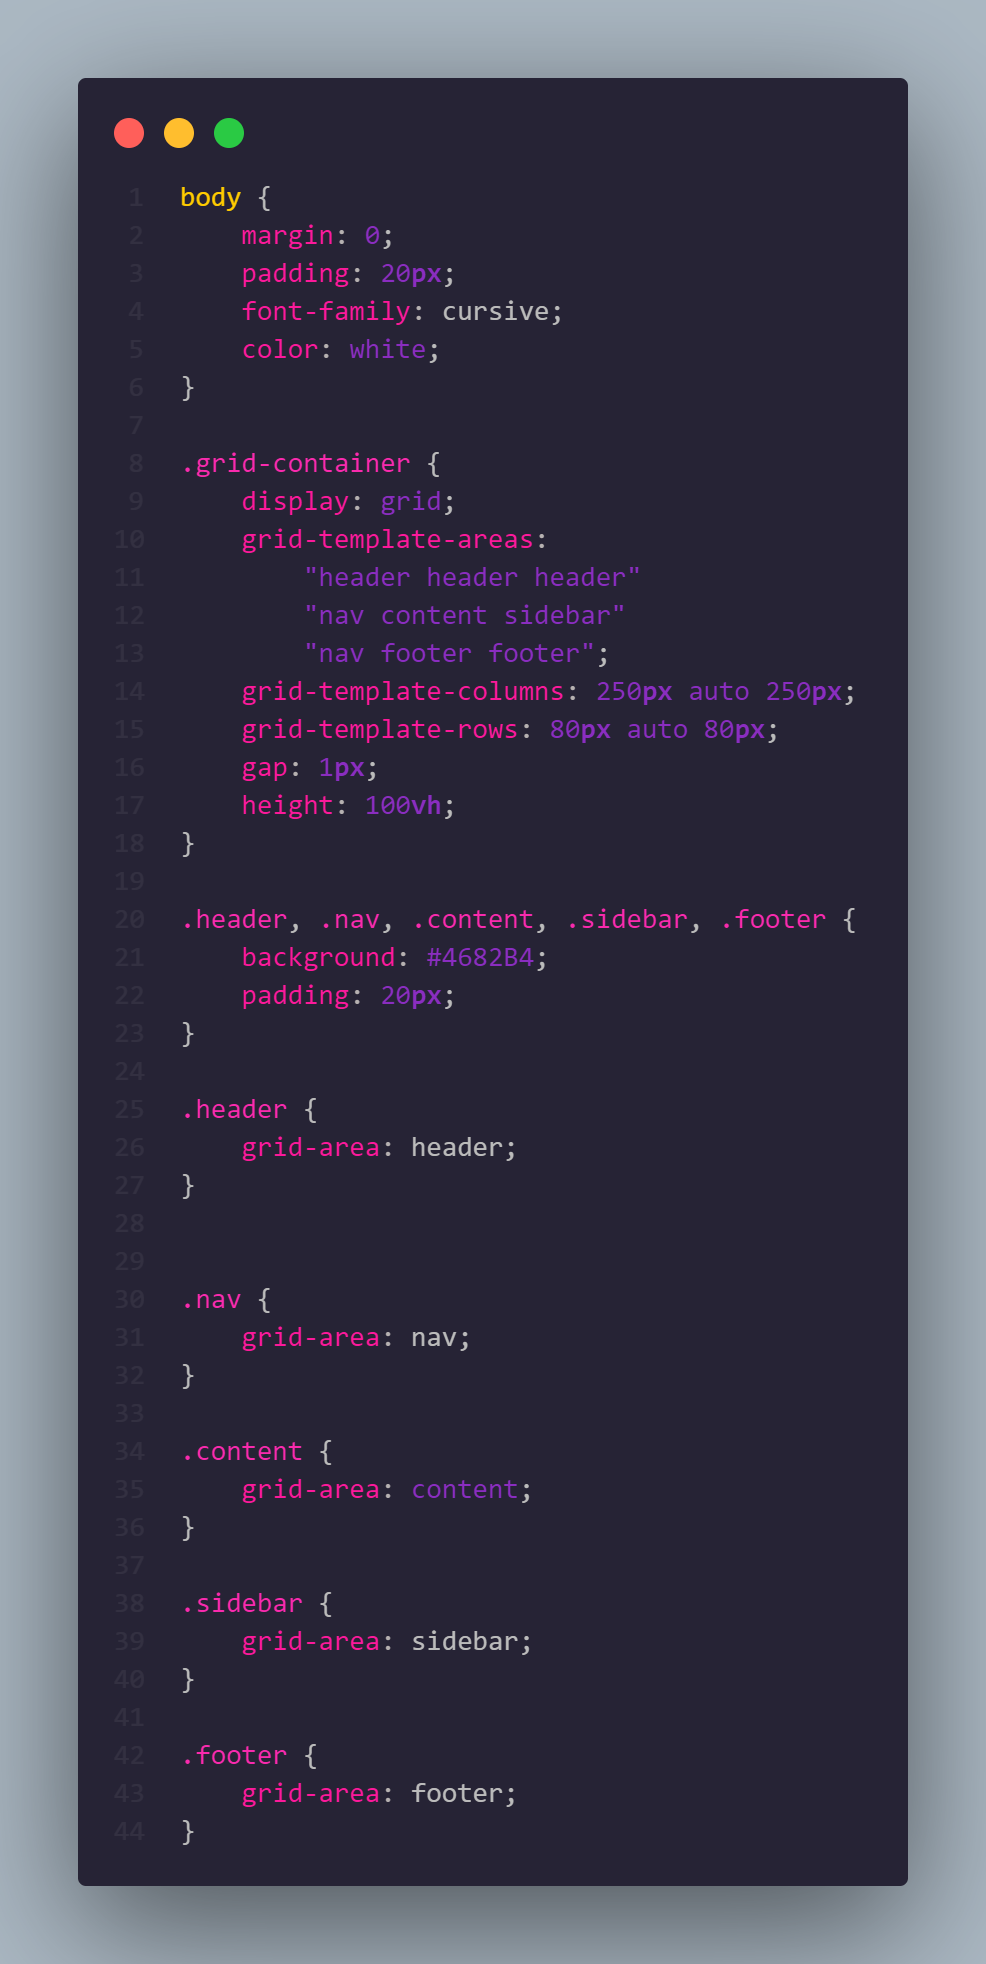 1 body {
2     margin: 0;
3     padding: 20px;
4     font-family: cursive;
5     color: white;
6 }
7
8 .grid-container {
9     display: grid;
10     grid-template-areas:
11         "header header header"
12         "nav content sidebar"
13         "nav footer footer";
14     grid-template-columns: 250px auto 250px;
15     grid-template-rows: 80px auto 80px;
16     gap: 1px;
17     height: 100vh;
18 }
19
20 .header, .nav, .content, .sidebar, .footer {
21     background: #4682B4;
22     padding: 20px;
23 }
24
25 .header {
26     grid-area: header;
27 }
28
29
30 .nav {
31     grid-area: nav;
32 }
33
34 .content {
35     grid-area: content;
36 }
37
38 .sidebar {
39     grid-area: sidebar;
40 }
41
42 .footer {
43     grid-area: footer;
44 }